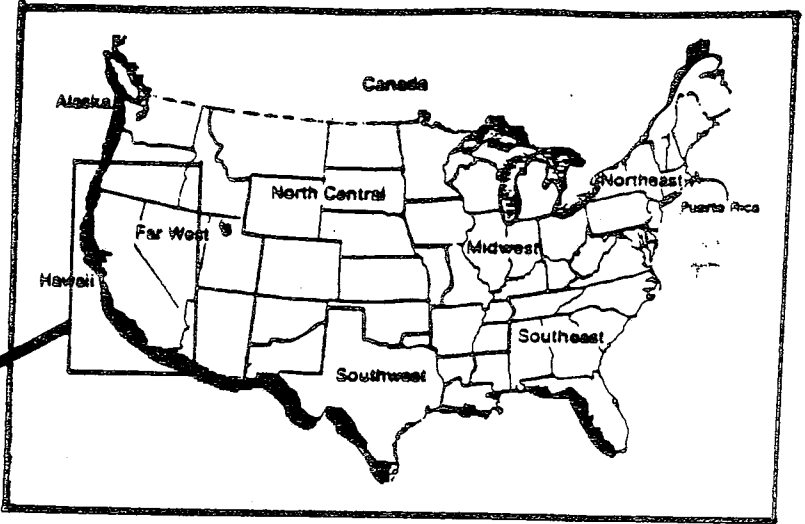 Canada
Alaska
North Central
Northeast
Puerto Rico
Far West
Midwest
Hawaii
Southeast
Southwest